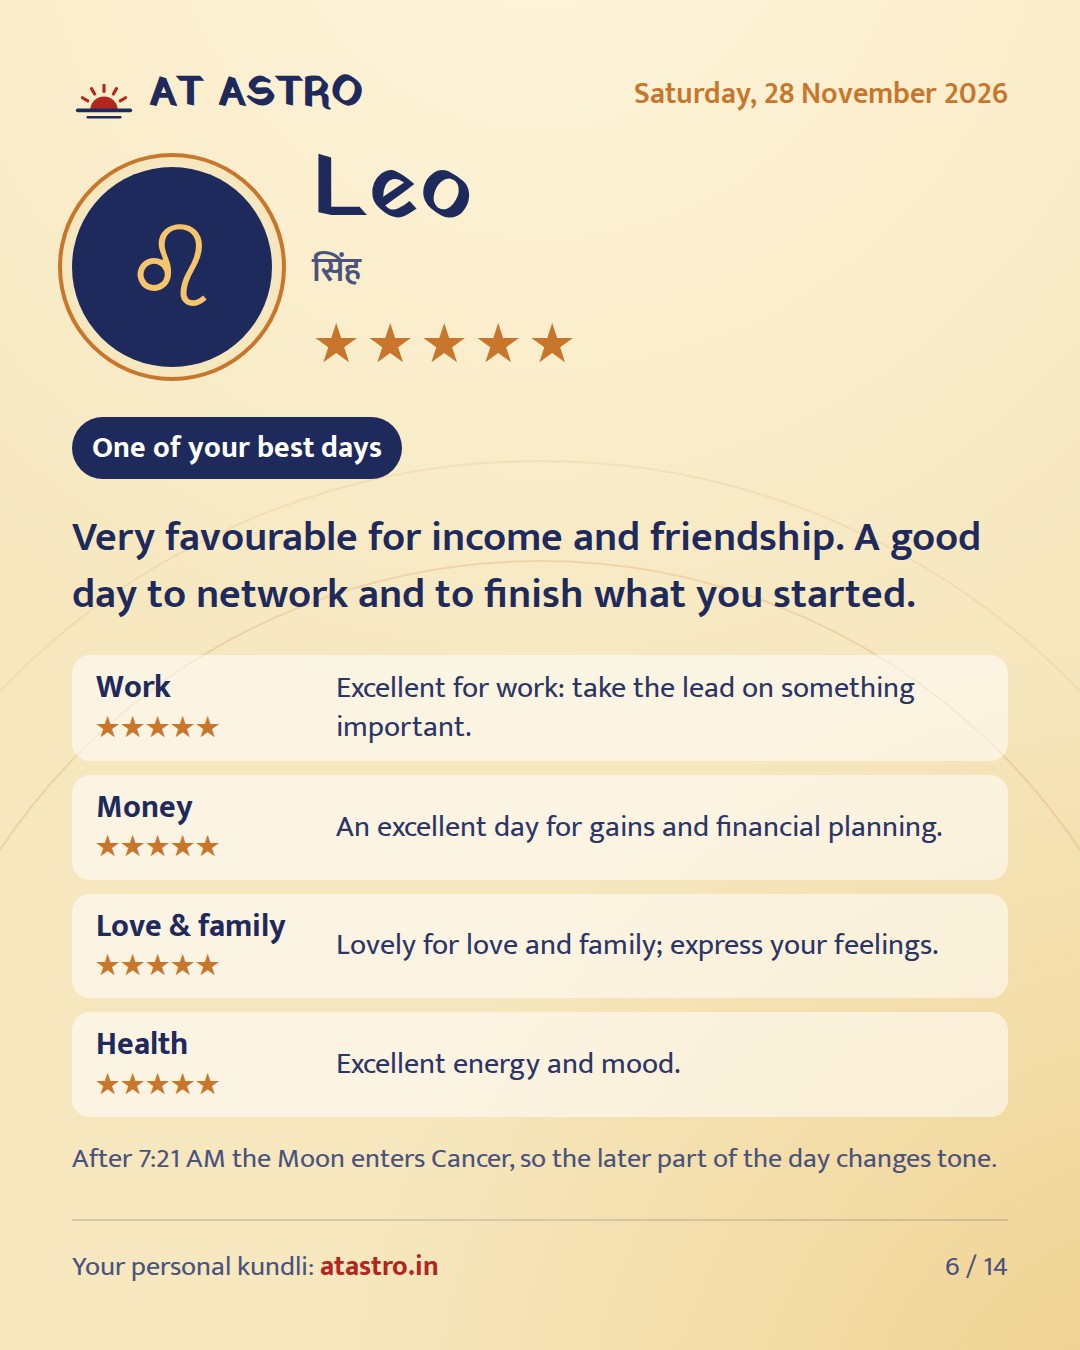 AT ASTRO
Saturday, 28 November 2026
Leo
सिंह
★★★★★
One of your best days
Very favourable for income and friendship. A good
day to network and to finish what you started.
Work
★★★★★
Excellent for work: take the lead on something
important.
Money
★★★★★
An excellent day for gains and financial planning.
Love & family
★★★★★
Lovely for love and family; express your feelings.
Health
★★★★★
Excellent energy and mood.
After 7:21 AM the Moon enters Cancer, so the later part of the day changes tone.
Your personal kundli: atastro.in
6 / 14